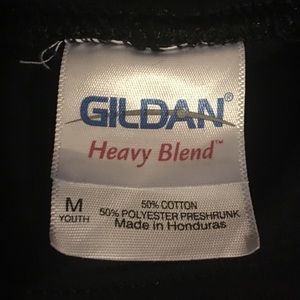 GILDAN®
Heavy Blend™
M
YOUTH
50% COTTON
50% POLYESTER PRESHRUNK
Made in Honduras